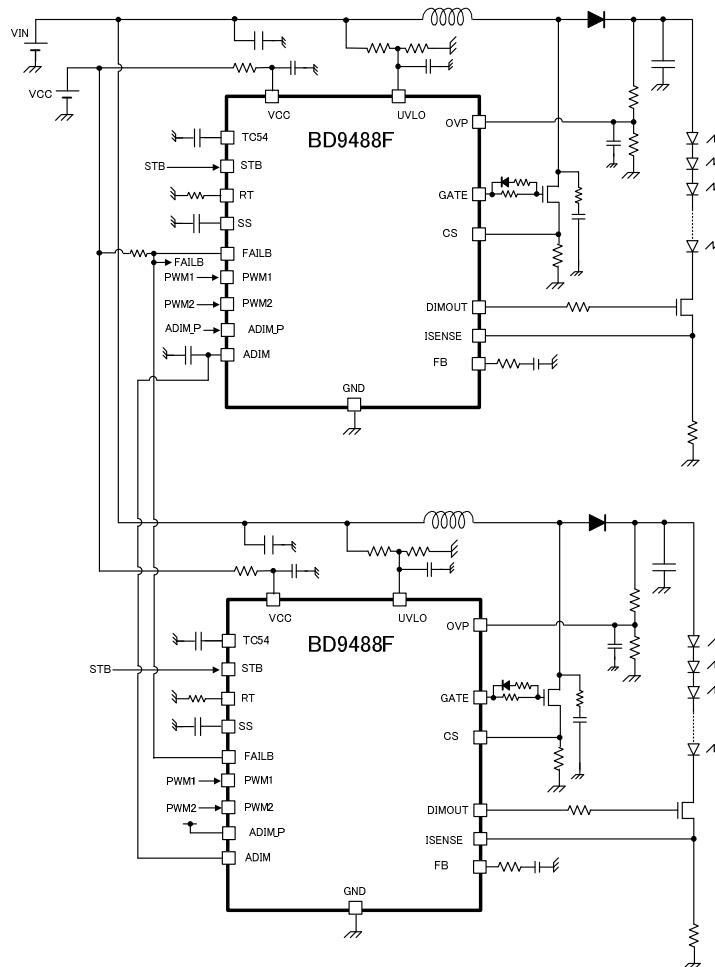 VIN
VCC
VCC
UVLO
BD9488F
OVP
TC54
STB
STB
RT
GATE
SS
CS
FAILB
FAILB
PWM1
PWM1
PWM2
PWM2
DIMOUT
ADIM_P
ADIM_P
ISENSE
ADIM
FB
GND
VCC
UVLO
BD9488F
OVP
TC54
STB
STB
RT
GATE
SS
CS
FAILB
PWM1
PWM1
PWM2
PWM2
DIMOUT
ADIM_P
ISENSE
ADIM
FB
GND